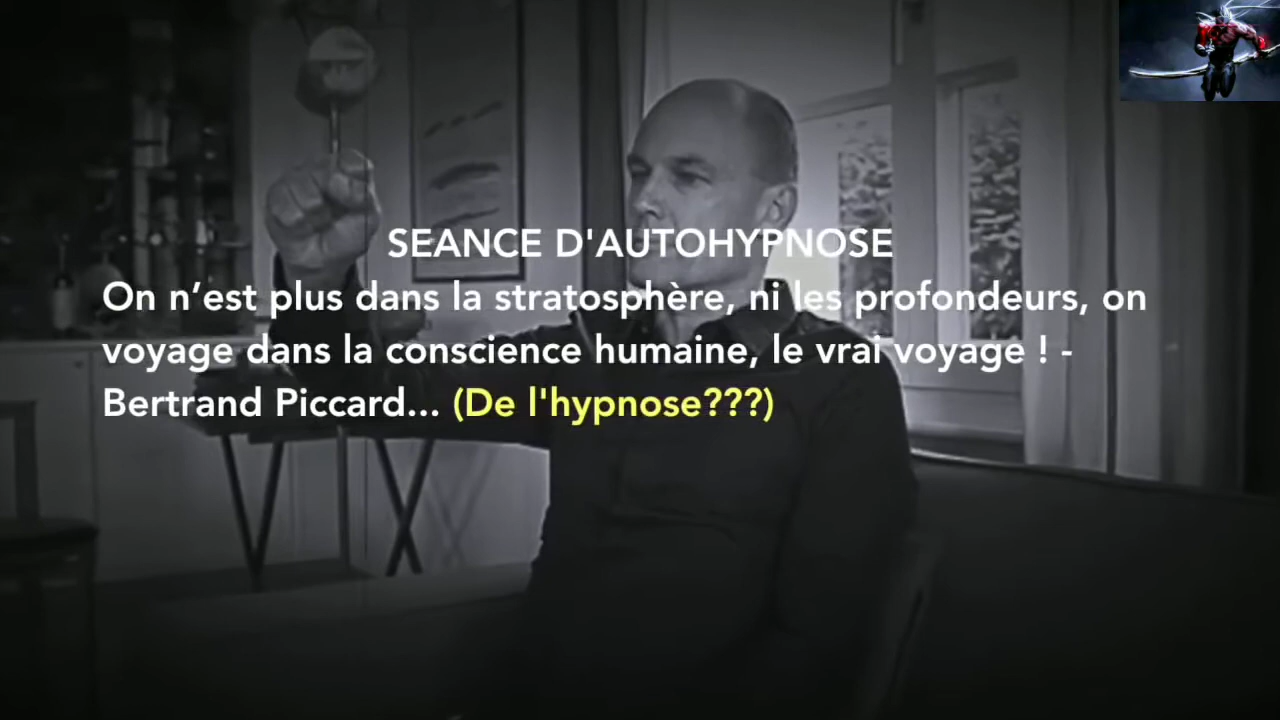 SEANCE D'AUTOHYPNOSE
On n’est plus dans la stratosphère, ni les profondeurs, on
voyage dans la conscience humaine, le vrai voyage ! -
Bertrand Piccard... (De l'hypnose???)